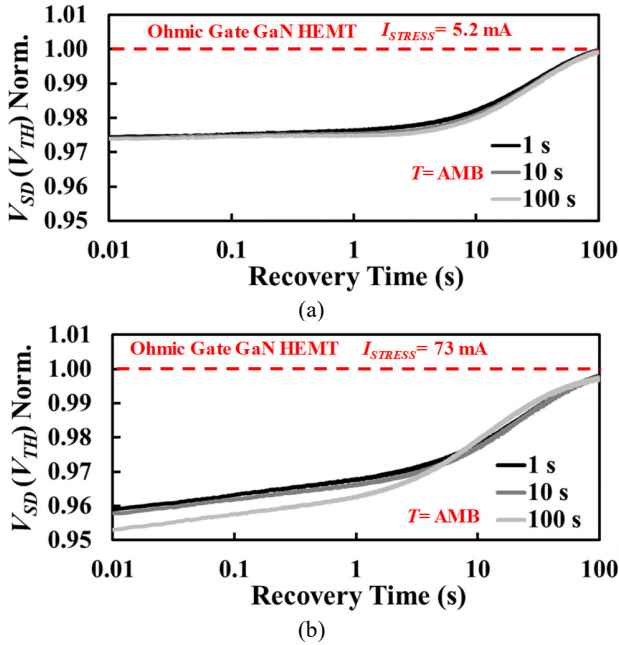 (a)
1.01
Ohmic Gate GaN HEMT I_STRESS= 5.2 mA
1.00
0.99
0.98
0.97
0.96
0.95
V_SD (V_TH) Norm.
1 s
10 s
100 s
T= AMB
0.01 0.1 1 10 100
Recovery Time (s)
(a)
1.01
Ohmic Gate GaN HEMT I_STRESS= 73 mA
1.00
0.99
0.98
0.97
0.96
0.95
V_SD (V_TH) Norm.
1 s
10 s
100 s
T= AMB
0.01 0.1 1 10 100
Recovery Time (s)
(b)